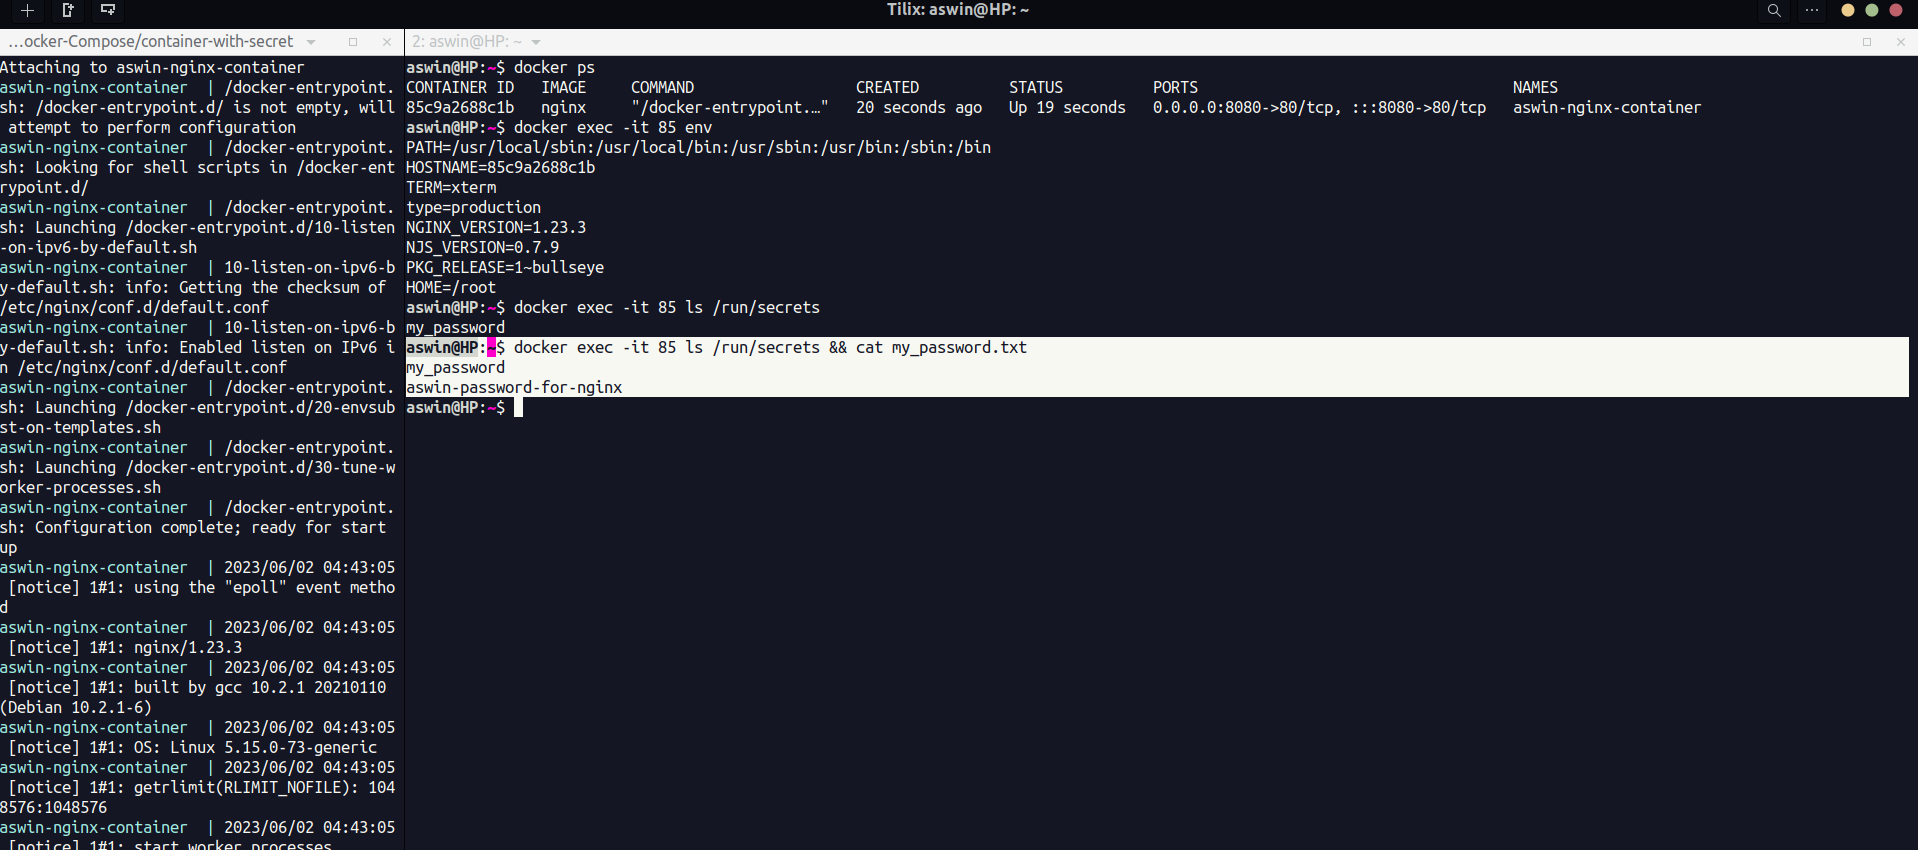 Tilix: aswin@HP: ~
...ocker-Compose/container-with-secret
Attaching to aswin-nginx-container
aswin-nginx-container  | /docker-entrypoint.
sh: /docker-entrypoint.d/ is not empty, will
 attempt to perform configuration
aswin-nginx-container  | /docker-entrypoint.
sh: Looking for shell scripts in /docker-ent
rypoint.d/
aswin-nginx-container  | /docker-entrypoint.
sh: Launching /docker-entrypoint.d/10-listen
-on-ipv6-by-default.sh
aswin-nginx-container  | 10-listen-on-ipv6-b
y-default.sh: info: Getting the checksum of
/etc/nginx/conf.d/default.conf
aswin-nginx-container  | 10-listen-on-ipv6-b
y-default.sh: info: Enabled listen on IPv6 i
n /etc/nginx/conf.d/default.conf
aswin-nginx-container  | /docker-entrypoint.
sh: Launching /docker-entrypoint.d/20-envsub
st-on-templates.sh
aswin-nginx-container  | /docker-entrypoint.
sh: Launching /docker-entrypoint.d/30-tune-w
orker-processes.sh
aswin-nginx-container  | /docker-entrypoint.
sh: Configuration complete; ready for start
up
aswin-nginx-container  | 2023/06/02 04:43:05
 [notice] 1#1: using the "epoll" event metho
d
aswin-nginx-container  | 2023/06/02 04:43:05
 [notice] 1#1: nginx/1.23.3
aswin-nginx-container  | 2023/06/02 04:43:05
 [notice] 1#1: built by gcc 10.2.1 20210110
(Debian 10.2.1-6)
aswin-nginx-container  | 2023/06/02 04:43:05
 [notice] 1#1: OS: Linux 5.15.0-73-generic
aswin-nginx-container  | 2023/06/02 04:43:05
 [notice] 1#1: getrlimit(RLIMIT_NOFILE): 104
8576:1048576
aswin-nginx-container  | 2023/06/02 04:43:05
 [notice] 1#1: start worker processes
2: aswin@HP: ~
aswin@HP:~$ docker ps
CONTAINER ID   IMAGE     COMMAND                  CREATED          STATUS          PORTS                                   NAMES
85c9a2688c1b   nginx     "/docker-entrypoint.…"   20 seconds ago   Up 19 seconds   0.0.0.0:8080->80/tcp, :::8080->80/tcp   aswin-nginx-container
aswin@HP:~$ docker exec -it 85 env
PATH=/usr/local/sbin:/usr/local/bin:/usr/sbin:/usr/bin:/sbin:/bin
HOSTNAME=85c9a2688c1b
TERM=xterm
type=production
NGINX_VERSION=1.23.3
NJS_VERSION=0.7.9
PKG_RELEASE=1~bullseye
HOME=/root
aswin@HP:~$ docker exec -it 85 ls /run/secrets
my_password
aswin@HP:~$ docker exec -it 85 ls /run/secrets && cat my_password.txt
my_password
aswin-password-for-nginx
aswin@HP:~$